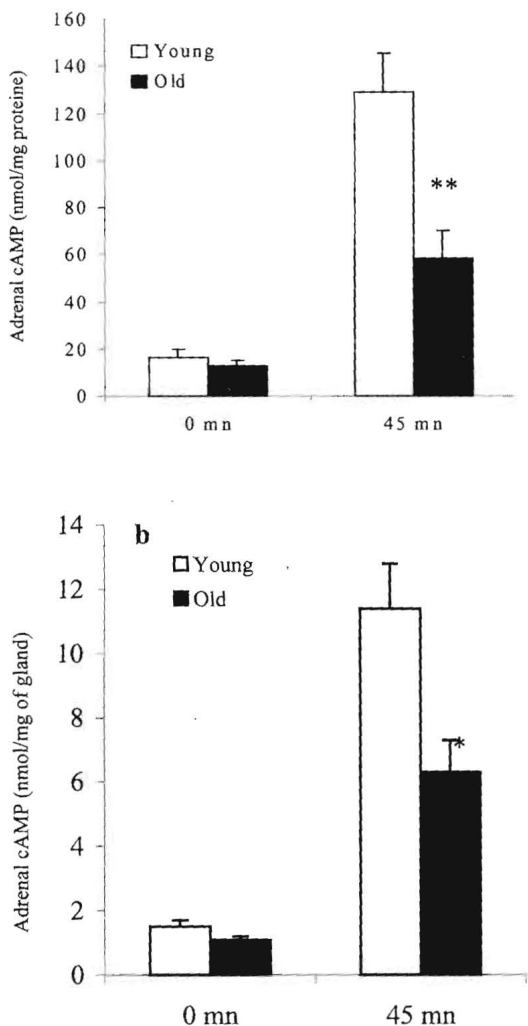 160
140
120
100
80
60
40
20
0
Adrenal cAMP (nmol/mg proteine)
Young
Old
**
0 mn
45 mn
b
14
12
10
8
6
4
2
0
Adrenal cAMP (nmol/mg of gland)
Young
Old
*
0 mn
45 mn